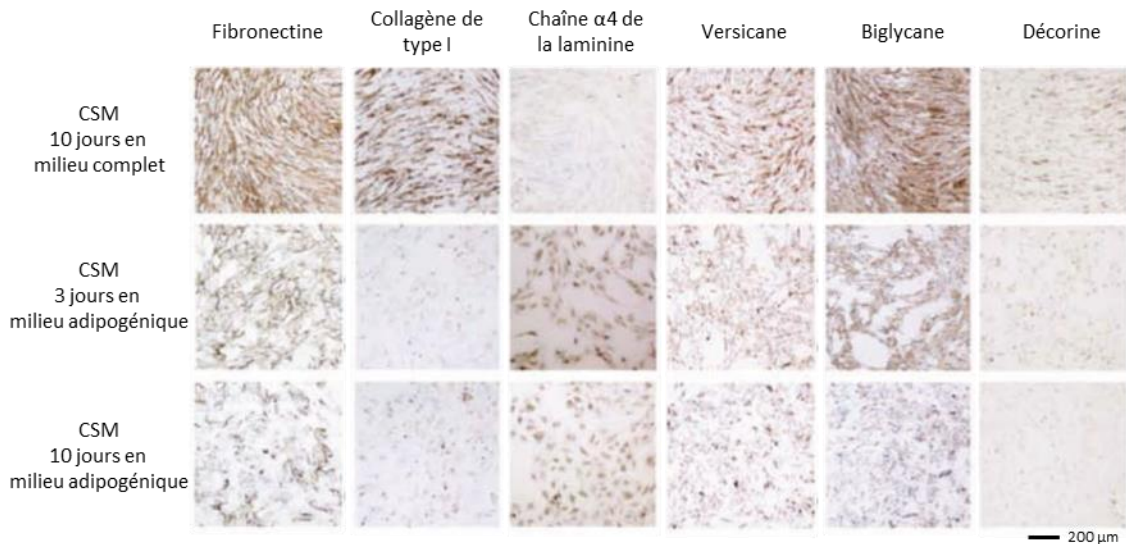 Fibronectine
Collagène de
type I
Chaîne α4 de
la laminine
Versicane
Biglycane
Décorine
CSM
10 jours en
milieu complet
CSM
3 jours en
milieu adipogénique
CSM
10 jours en
milieu adipogénique
200 µm